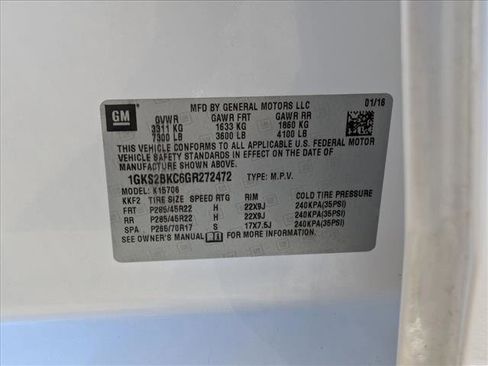 GM
MFD BY GENERAL MOTORS LLC
01/16
GVWR GAWR FRT GAWR RR
3311 KG 1633 KG 1860 KG
7300 LB 3600 LB 4100 LB
THIS VEHICLE CONFORMS TO ALL APPLICABLE U.S. FEDERAL MOTOR
VEHICLE SAFETY STANDARDS IN EFFECT ON THE DATE OF
MANUFACTURE SHOWN ABOVE.
1GKS2BKC6GR272472 TYPE: M.P.V.
MODEL: K15706
KKF2 TIRE SIZE SPEED RTG RIM COLD TIRE PRESSURE
FRT P285/45R22 H 22X9J 240KPA(35PSI)
RR P285/45R22 H 22X9J 240KPA(35PSI)
SPA P265/70R17 S 17X7.5J 240KPA(35PSI)
SEE OWNER'S MANUAL FOR MORE INFORMATION.